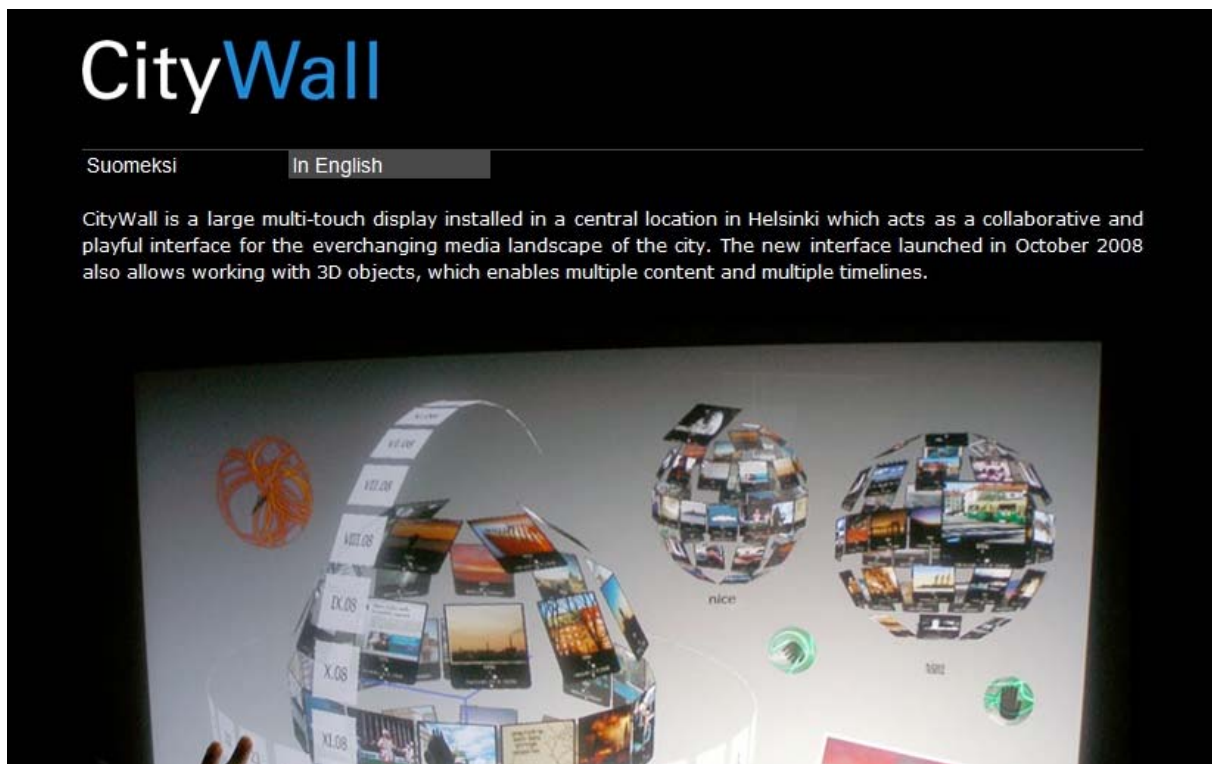 CityWall
Suomeksi
In English
CityWall is a large multi-touch display installed in a central location in Helsinki which acts as a collaborative and
playful interface for the everchanging media landscape of the city. The new interface launched in October 2008
also allows working with 3D objects, which enables multiple content and multiple timelines.
VII.08
VIII.08
IX.08
X.08
XI.08
nice